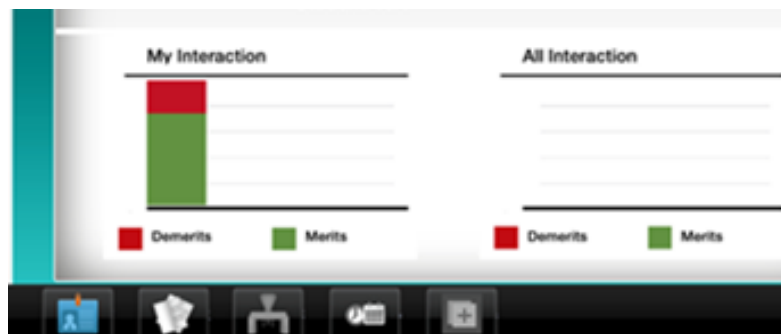 My Interaction
All Interaction
Demerits
Merits
Demerits
Merits